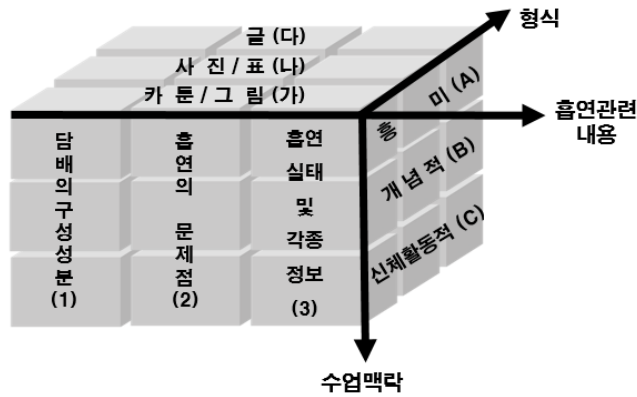 형식
글 (다)
사 진 / 표 (나)
카 툰 / 그 림 (가)
흥 미 (A)
개 념 적 (B)
신체활동적 (C)
흡연관련
내용
담배의구성성분 (1)
흡연의 문제점 (2)
흡연
실태
및
각종
정보
(3)
수업맥락